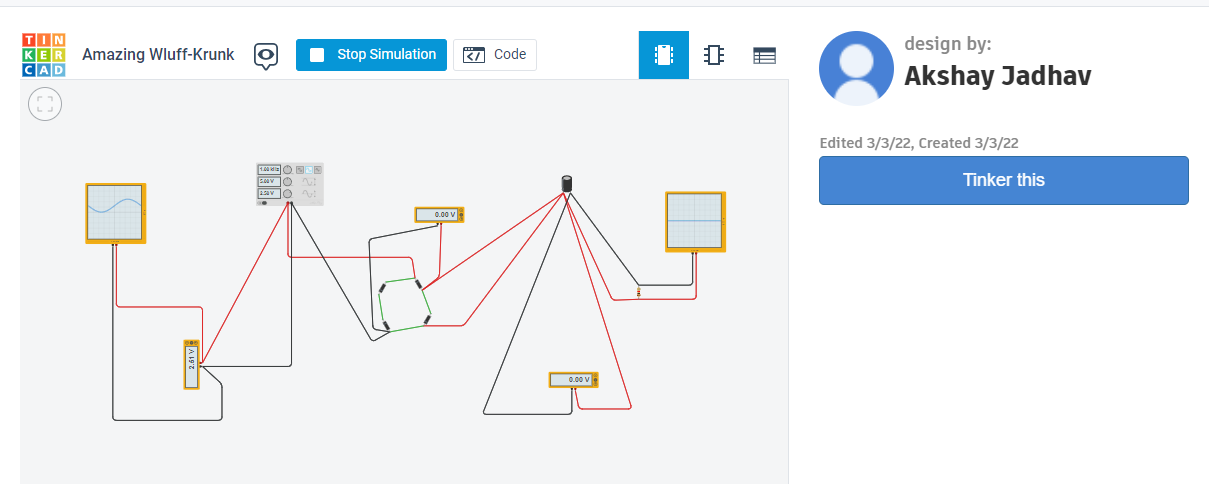 TIN
KER
CAD
Amazing Wluff-Krunk
Stop Simulation
Code
design by:
Akshay Jadhav
Edited 3/3/22, Created 3/3/22
Tinker this
1.00 kHz
5.00 V
2.50 V
0.00 V
2.61 V
0.00 V